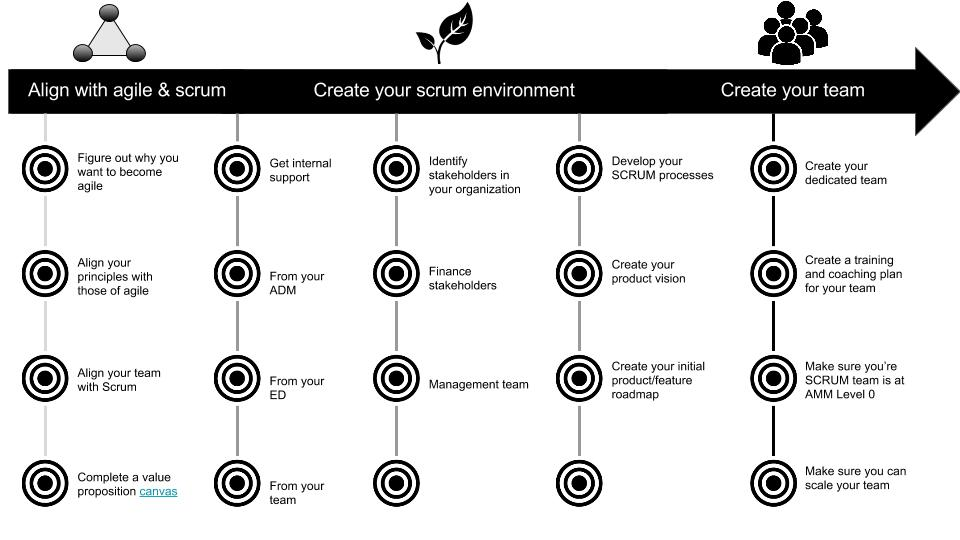 Align with agile & scrum
Create your scrum environment
Create your team
Figure out why you
want to become
agile
Align your
principles with
those of agile
Align your team
with Scrum
Complete a value
proposition canvas
Get internal
support
From your
ADM
From your
ED
From your
team
Identify
stakeholders in
your organization
Finance
stakeholders
Management team
Develop your
SCRUM processes
Create your
product vision
Create your initial
product/feature
roadmap
Create your
dedicated team
Create a training
and coaching plan
for your team
Make sure you're
SCRUM team is at
AMM Level 0
Make sure you can
scale your team